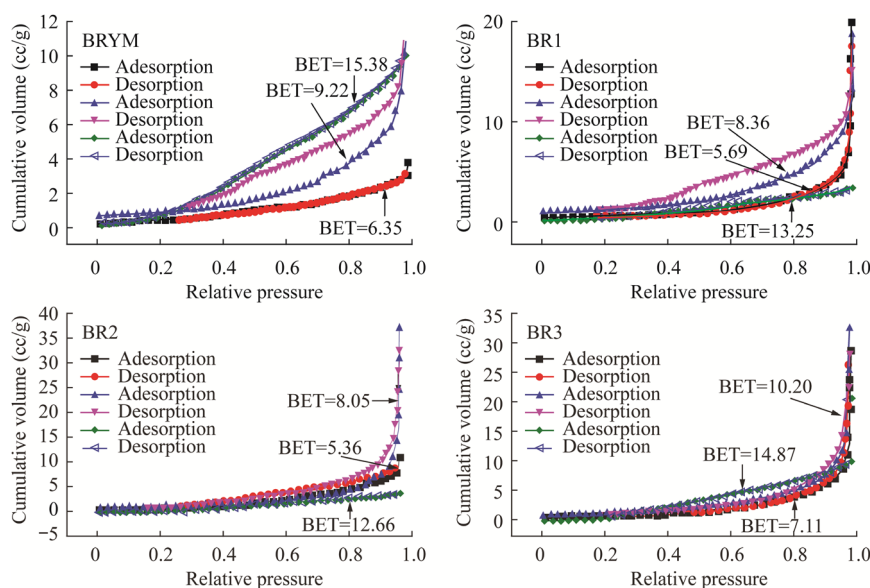 Cumulative volume (cc/g)
12
10
8
6
4
2
0
BRYM
Adesorption
Desorption
Adesorption
Desorption
Adesorption
Desorption
BET=15.38
BET=9.22
BET=6.35
0 0.2 0.4 0.6 0.8 1.0
Relative pressure
Cumulative volume (cc/g)
20
10
0
BR1
Adesorption
Desorption
Adesorption
Desorption
Adesorption
Desorption
BET=8.36
BET=5.69
BET=13.25
0 0.2 0.4 0.6 0.8 1.0
Relative pressure
Cumulative volume (cc/g)
40
35
30
25
20
15
10
5
0
−5
BR2
Adesorption
Desorption
Adesorption
Desorption
Adesorption
Desorption
BET=8.05
BET=5.36
BET=12.66
0 0.2 0.4 0.6 0.8 1.0
Relative pressure
Cumulative volume (cc/g)
35
30
25
20
15
10
5
0
BR3
Adesorption
Desorption
Adesorption
Desorption
Adesorption
Desorption
BET=10.20
BET=14.87
BET=7.11
0 0.2 0.4 0.6 0.8 1.0
Relative pressure